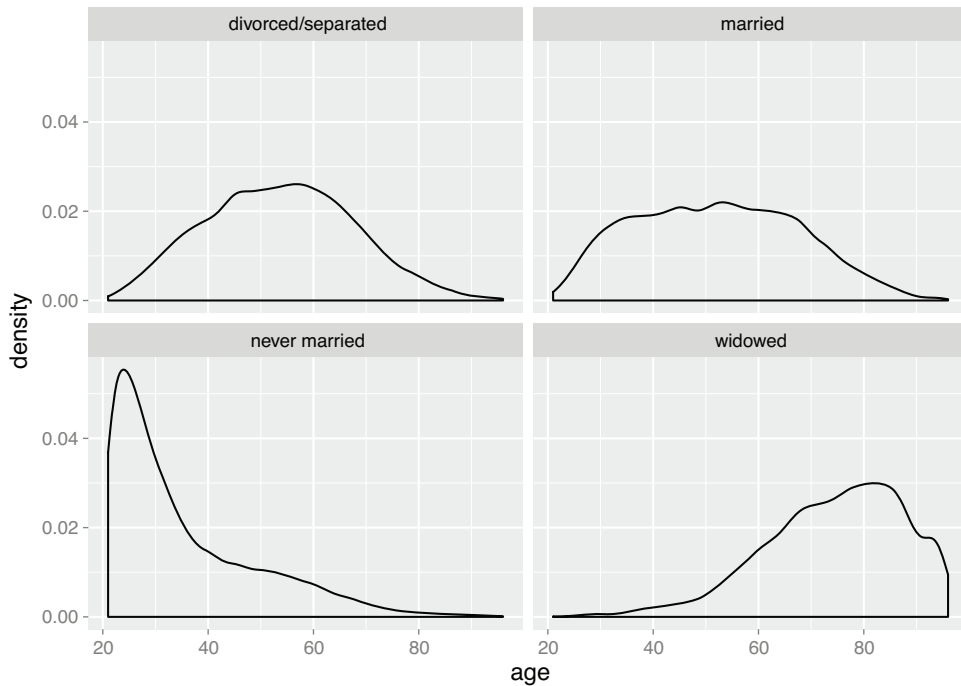 divorced/separated
married
0.04
0.02
0.00
density
never married
widowed
0.04
0.02
0.00
20 40 60 80
20 40 60 80
age